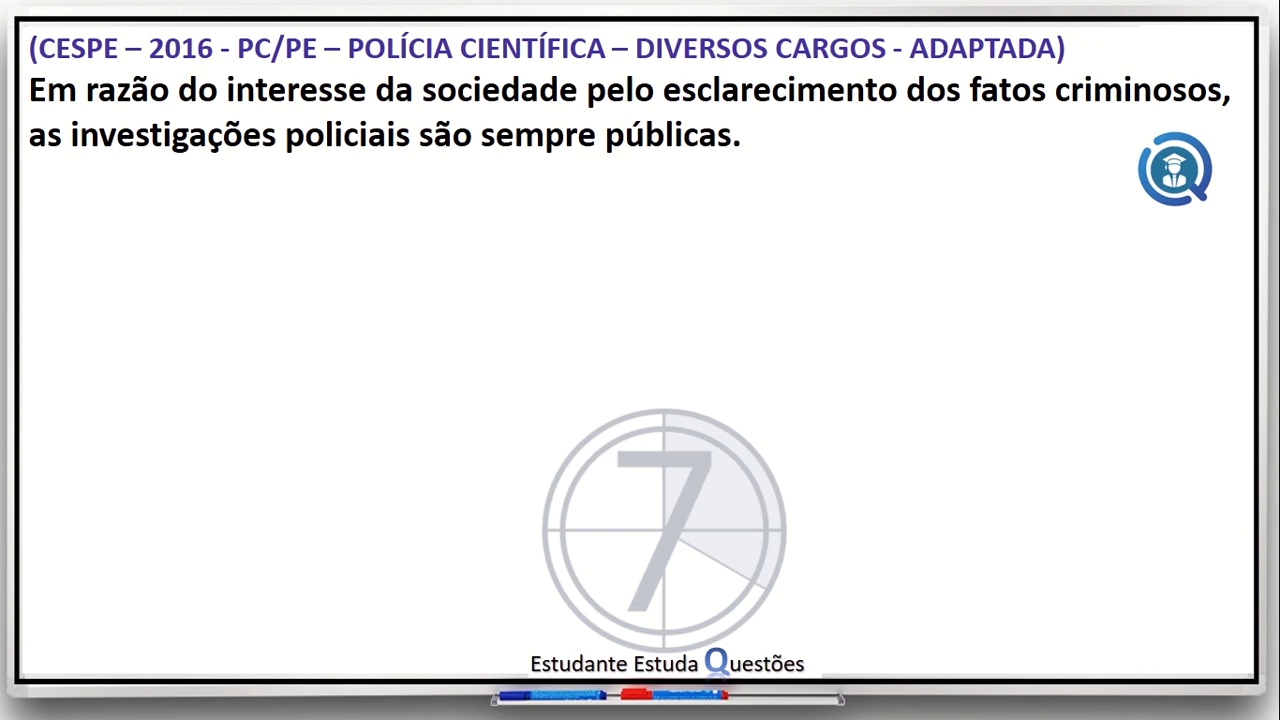 (CESPE – 2016 - PC/PE – POLÍCIA CIENTÍFICA – DIVERSOS CARGOS - ADAPTADA)
Em razão do interesse da sociedade pelo esclarecimento dos fatos criminosos,
as investigações policiais são sempre públicas.
7
Estudante Estuda Questões